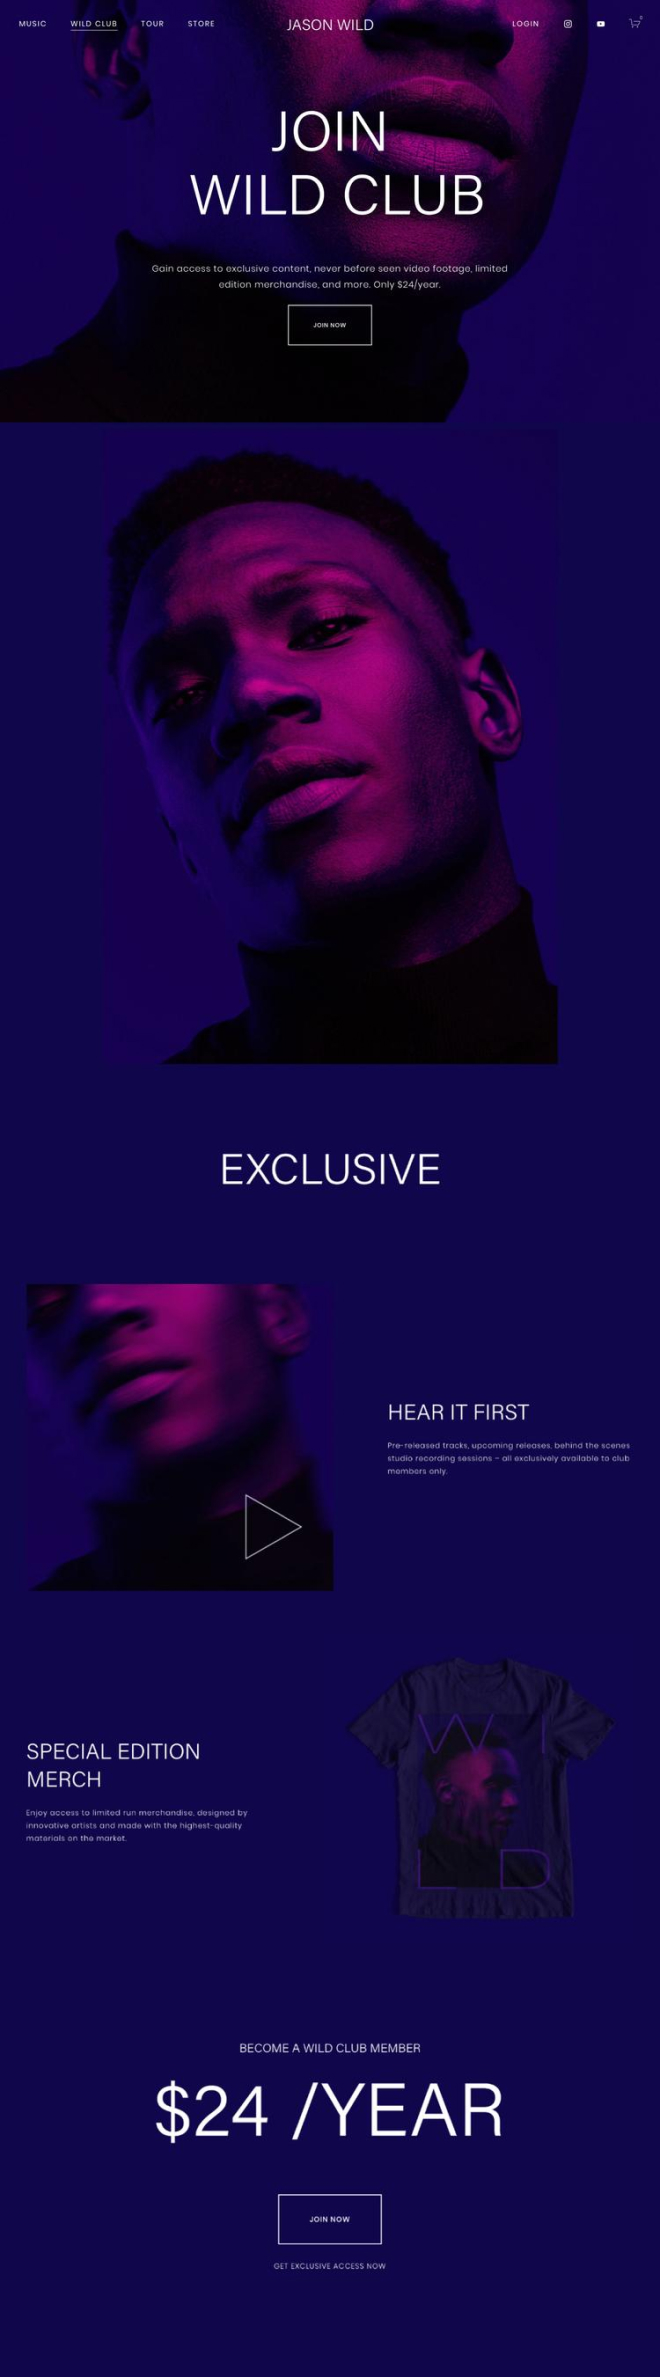 MUSIC WILD CLUB TOUR STORE JASON WILD LOGIN 0
JOIN
WILD CLUB
Gain access to exclusive content, never before seen video footage, limited
edition merchandise, and more. Only $24/year.
JOIN NOW
EXCLUSIVE
HEAR IT FIRST
Pre-released tracks, upcoming releases, behind the scenes
studio recording sessions – all exclusively available to club
members only.
SPECIAL EDITION
MERCH
Enjoy access to limited run merchandise, designed by
innovative artists and made with the highest-quality
materials on the market.
W I
L D
BECOME A WILD CLUB MEMBER
$24 /YEAR
JOIN NOW
GET EXCLUSIVE ACCESS NOW